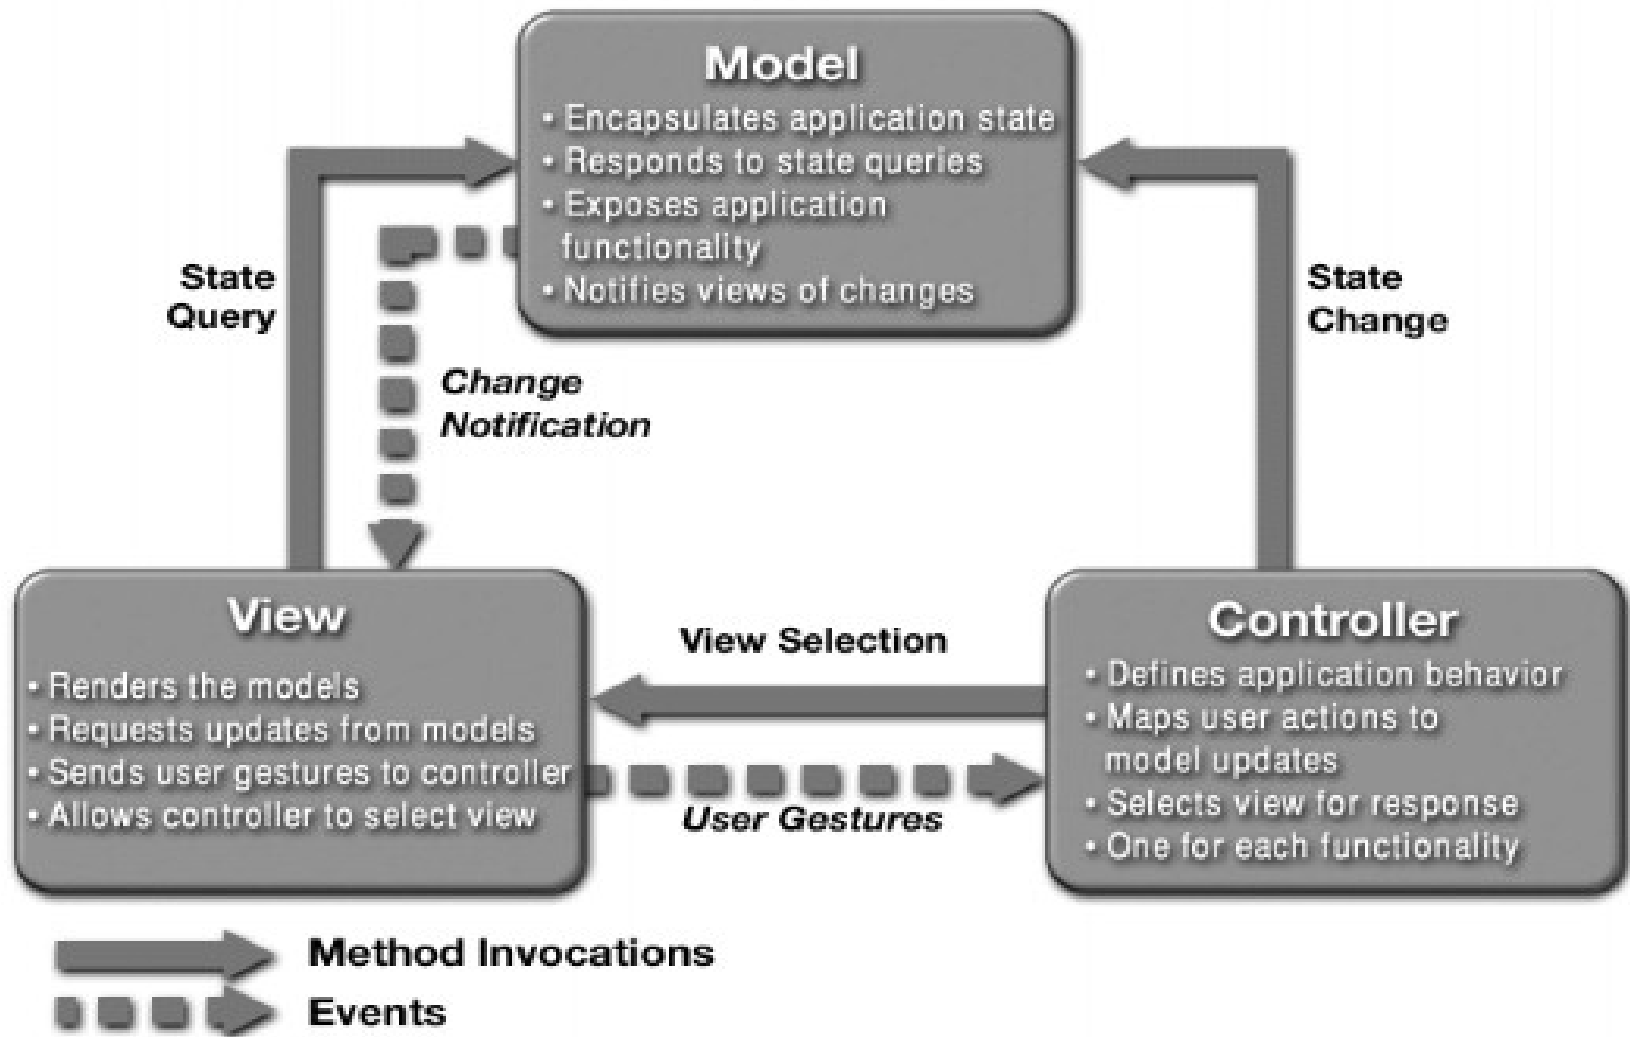 Model
• Encapsulates application state
• Responds to state queries
• Exposes application
functionality
• Notifies views of changes
State
Query
Change
Notification
State
Change
View
• Renders the models
• Requests updates from models
• Sends user gestures to controller
• Allows controller to select view
View Selection
User Gestures
Controller
• Defines application behavior
• Maps user actions to
model updates
• Selects view for response
• One for each functionality
Method Invocations
Events